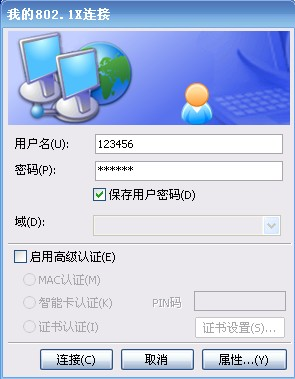 我的802.1X连接
用户名(U): 123456
密码(P): ******
保存用户密码(D)
域(D):
启用高级认证(E)
MAC认证(M)
智能卡认证(K) PIN码
证书认证(I) 证书设置(S)...
连接(C) 取消 属性...(Y)